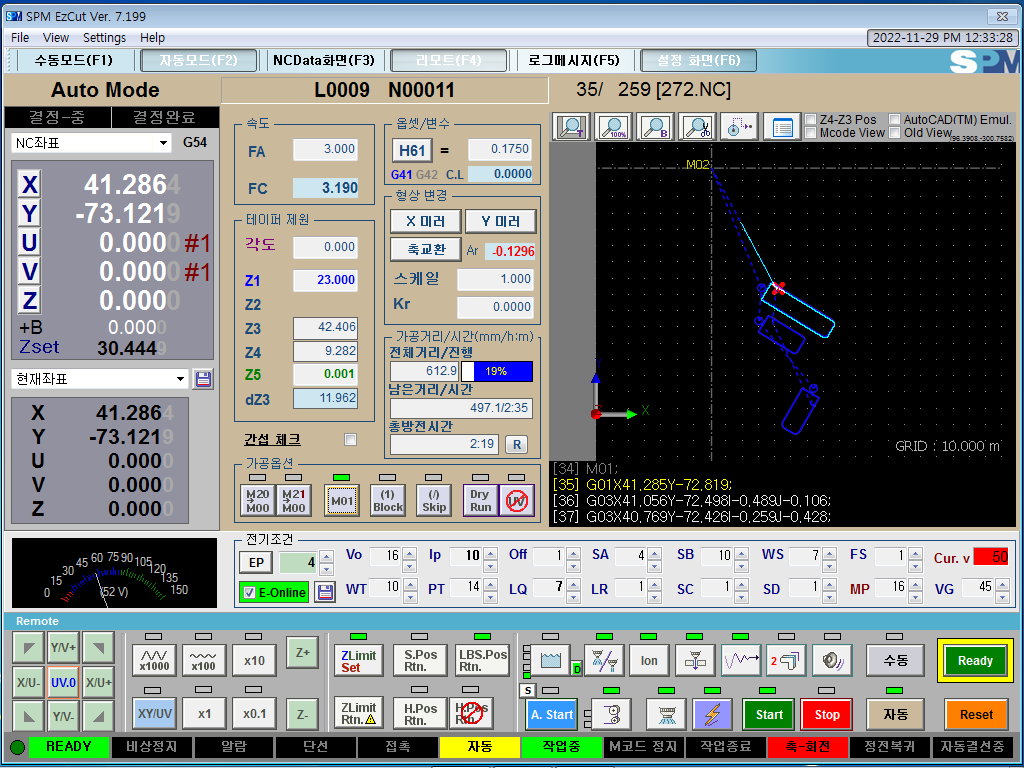 SPM EzCut Ver. 7.199
File View Settings Help
2022-11-29 PM 12:33:28
수동모드(F1) 자동모드(F2) NCData화면(F3) 리모트(F4) 로그메시지(F5) 설정 화면(F6) SPM
Auto Mode
L0009 N00011
35/ 259 [272.NC]
결정-중 결정완료
NC좌표 G54
X 41.2864
Y -73.1219
U 0.0000 #1
V 0.0000 #1
Z 0.0000
+B 0.0000
Zset 30.4449
현재좌표
X 41.2864
Y -73.1219
U 0.0000
V 0.0000
Z 0.0000
속도
FA 3.000
FC 3.190
테이퍼 제원
각도 0.000
Z1 23.000
Z2
Z3 42.406
Z4 9.282
Z5 0.001
dZ3 11.962
간섭 체크
옵셋/변수
H61 = 0.1750
G41 G42 C.L 0.0000
형상 변경
X 미러 Y 미러
축교환 Ar -0.1296
스케일 1.000
Kr 0.0000
가공거리/시간(mm/h:m)
전체거리/진행
612.9 19%
남은거리/시간
497.1/2:35
총방전시간
2:19 R
가공옵션
M20 M00 M21 M00 M01 (1) Block (/) Skip Dry Run UV
T 100% B
Z4-Z3 Pos AutoCAD(TM) Emul.
Mcode View Old View
(96.3908,-300.7582)
M02
X
GRID : 10.000 m
[34] M01;
[35] G01X41,285Y-72,819;
[36] G03X41,056Y-72,498I-0,489J-0,106;
[37] G03X40,769Y-72,426I-0,259J-0,428;
0 15 30 45 60 75 90 105 120 135 150
(52 V)
전기조건
EP 4 Vo 16 Ip 10 Off 1 SA 4 SB 10 WS 7 FS 1 Cur. v 50
E-Online WT 10 PT 14 LQ 7 LR 1 SC 1 SD 1 MP 16 VG 45
Remote
Y/V+
X/U- UV.0 X/U+
Y/V-
x1000 x100 x10 Z+
XY/UV x1 x0.1 Z-
ZLimit Set S.Pos Rtn. LBS.Pos Rtn.
ZLimit Rtn. H.Pos Rtn.
D Ion 2 수동 Ready
S A. Start Start Stop 자동 Reset
READY 비상정지 알람 단선 접촉 자동 작업중 M코드 정지 작업종료 축-회전 정전복귀 자동결선중